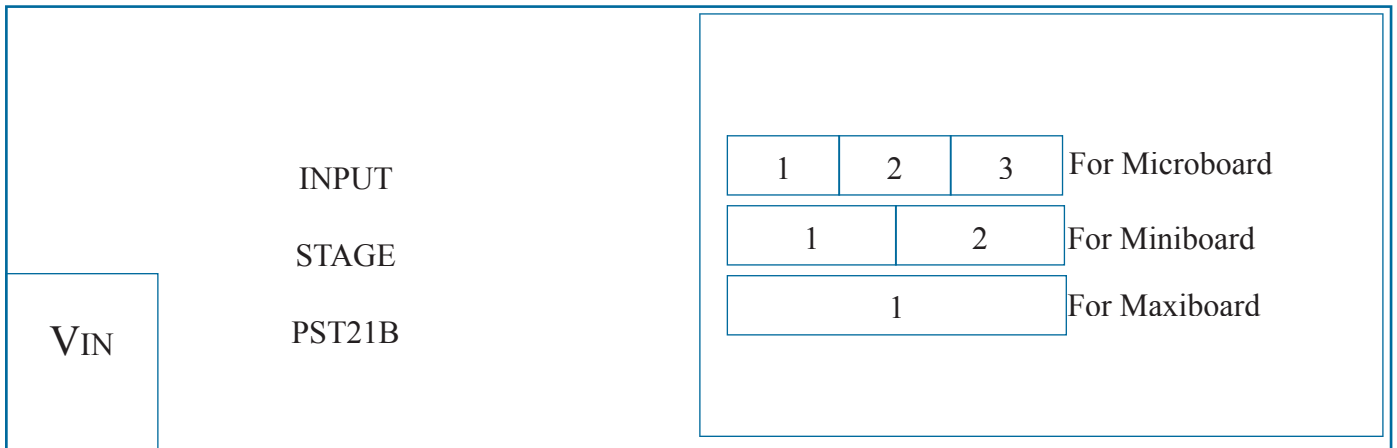 INPUT
STAGE
PST21B
VIN
1 2 3 For Microboard
1 2 For Miniboard
1 For Maxiboard